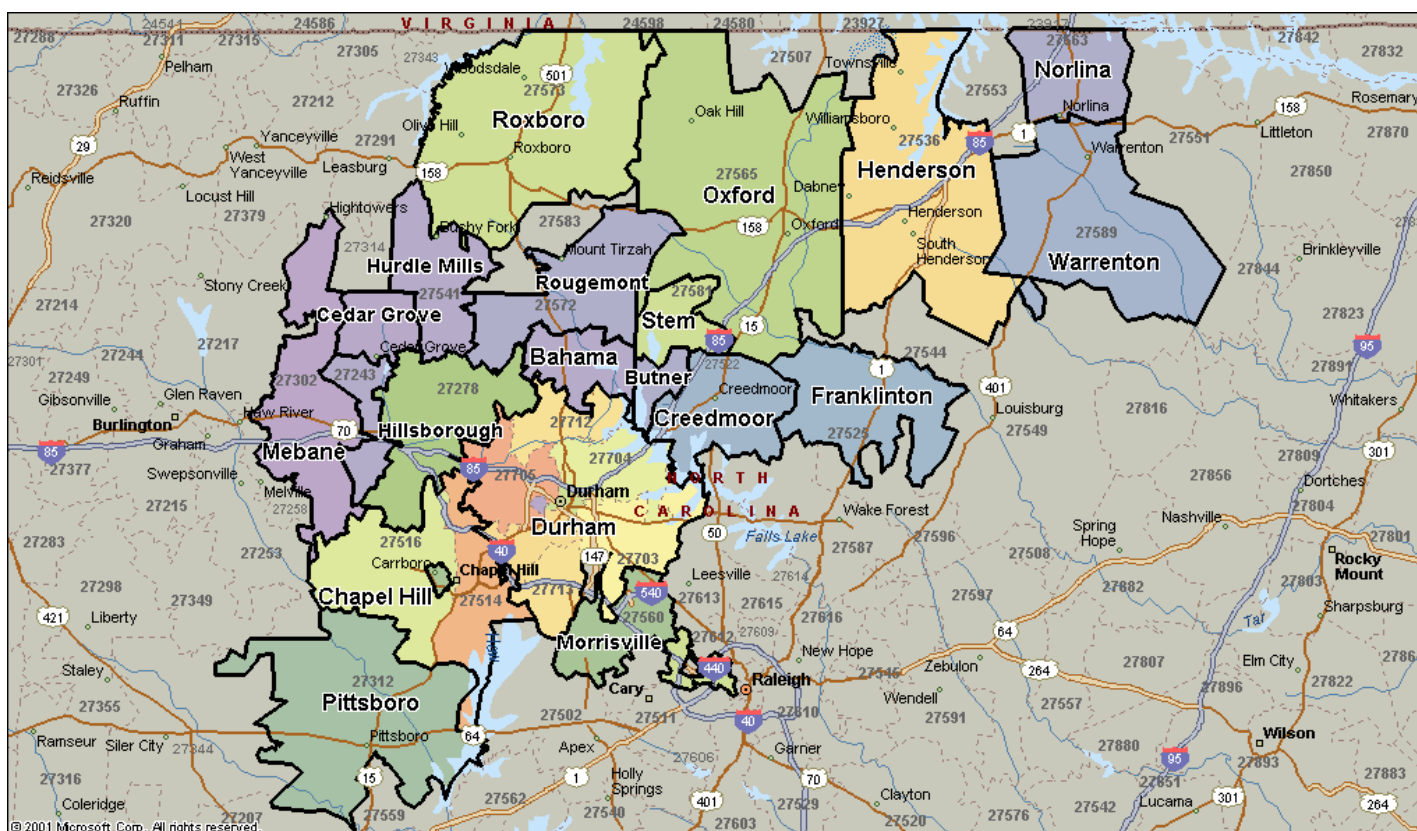 VIRGINIA
24544
24586
24598
24580
23927
27288
27311
27315
27305
27343
Pelham
27326
Ruffin
27212
29
Yanceyville
27291
West
Yanceyville
Leasburg
Reidsville
Locust Hill
27379
27320
Hightowers
27314
501
27573
Roxboro
Olive Hill
Roxboro
158
Bushy Fork
27583
Mount Tirzah
Hurdle Mills
27541
Rougemont
27572
Oak Hill
27565
Oxford
158
Oxford
27507
Townsville
Williamsboro
27536
Dabney
Henderson
Henderson
South
Henderson
27553
85
1
27563
Norlina
Norlina
Warrenton
27551
27589
Warrenton
27842
27832
158
Rosemary
Littleton
27870
27850
Brinkleyville
27844
27823
95
27891
Stony Creek
27214
27217
27301
27244
27249
Gibsonville
Glen Raven
Burlington
Haw River
Graham
85
27377
Swepsonville
Melville
27258
27215
27283
27253
Cedar Grove
Cedar Grove
27302
27243
70
Mebane
27278
Hillsborough
85
Bahama
Butner
27581
Stem
85
15
27522
Creedmoor
Creedmoor
27544
1
Franklinton
27525
401
Louisburg
27549
27816
Whitakers
301
27809
27856
Dortches
27804
27712
27704
27705
Durham
Durham
NORTH
CAROLINA
50
Falls Lake
Wake Forest
27587
27596
Spring
Hope
27508
Nashville
27801
Rocky
Mount
27803
27882
27516
Carrboro
Chapel Hill
Chapel Hill
27514
40
147
27703
27713
540
27560
Morrisville
Leesville
27613
27614
27615
27616
27609
27612
440
Raleigh
New Hope
27545
27597
64
Zebulon
264
27807
Tar
Sharpsburg
Elm City
27822
27896
27298
27349
421
Liberty
Staley
27355
Ramseur
Siler City
27344
27316
Coleridge
27207
27312
Pittsboro
Pittsboro
15
27559
64
Cary
27502
27511
Apex
1
Holly
Springs
27562
27540
27606
40
27610
Garner
70
401
27529
27603
Clayton
27520
Wendell
27591
27557
27576
27880
27542
95
27851
Lucama
Wilson
27893
301
27883
264
© 2001 Microsoft Corp. All rights reserved.